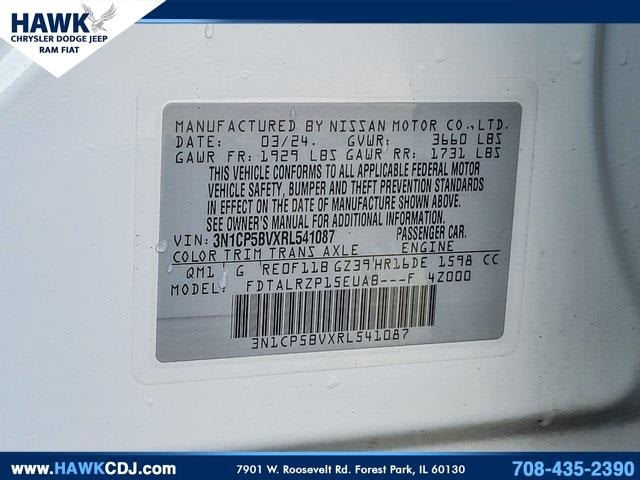 HAWK
CHRYSLER DODGE JEEP
RAM FIAT
MANUFACTURED BY NISSAN MOTOR CO.,LTD.
DATE: 03/24. GVWR: 3660 LBS
GAWR FR: 1929 LBS GAWR RR: 1731 LBS
THIS VEHICLE CONFORMS TO ALL APPLICABLE FEDERAL MOTOR
VEHICLE SAFETY, BUMPER AND THEFT PREVENTION STANDARDS
IN EFFECT ON THE DATE OF MANUFACTURE SHOWN ABOVE.
SEE OWNER'S MANUAL FOR ADDITIONAL INFORMATION.
VIN: 3N1CP5BVXRL541087 PASSENGER CAR.
COLOR TRIM TRANS AXLE ENGINE
QM1 G RE0F11B GZ39 HR16DE 1598 CC
MODEL: FDTALRZP15EUAB---F 4Z000
3N1CP5BVXRL541087
www.HAWKCDJ.com
7901 W. Roosevelt Rd. Forest Park, IL 60130
708-435-2390